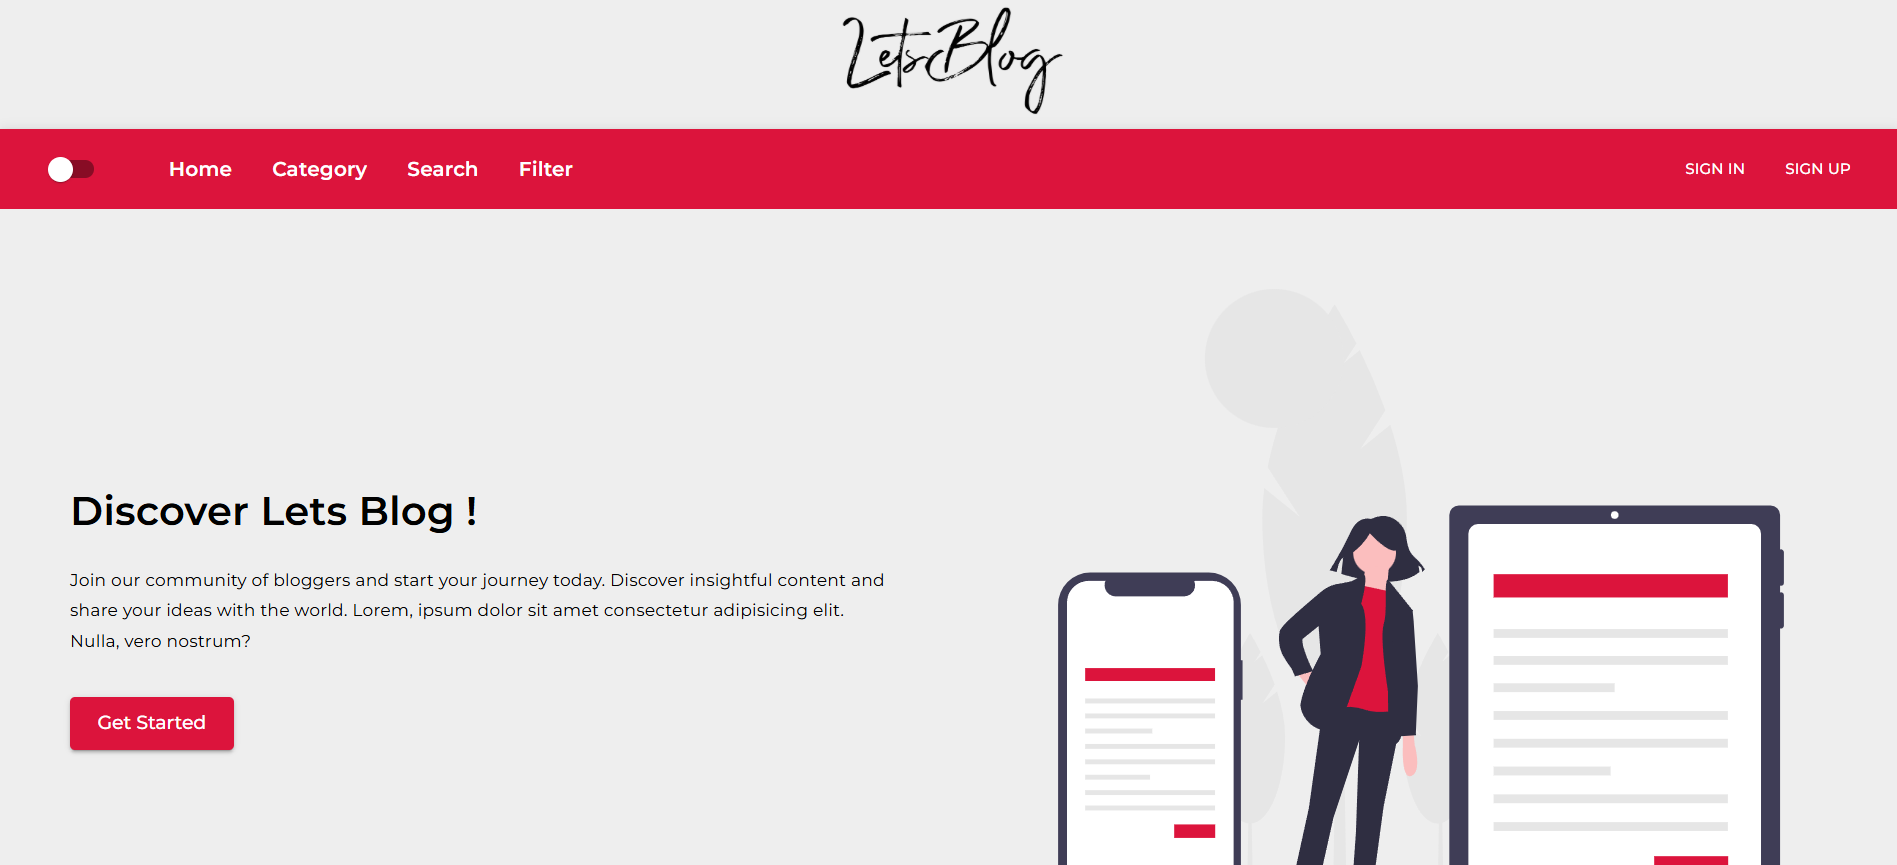 LetsBlog
Home Category Search Filter SIGN IN SIGN UP
Discover Lets Blog !
Join our community of bloggers and start your journey today. Discover insightful content and
share your ideas with the world. Lorem, ipsum dolor sit amet consectetur adipisicing elit.
Nulla, vero nostrum?
Get Started